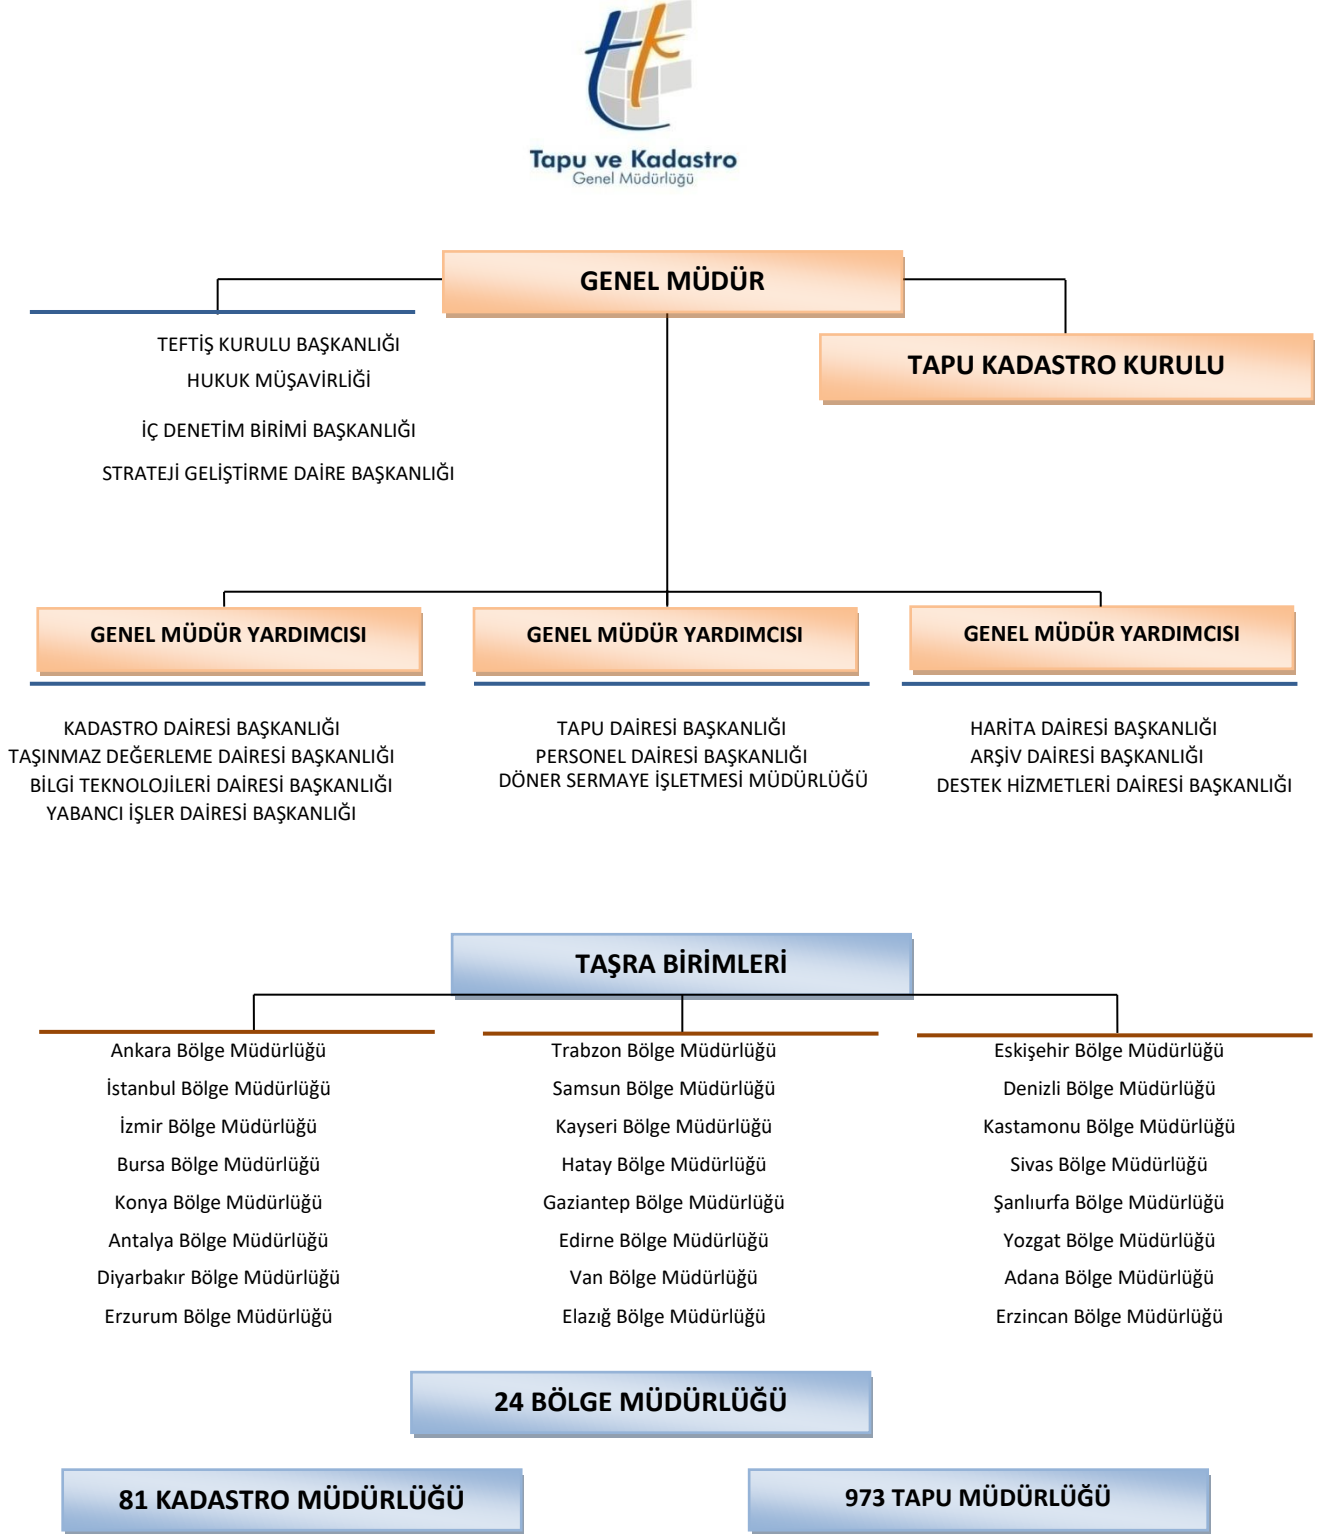 tk
Tapu ve Kadastro
Genel Müdürlüğü
GENEL MÜDÜR
TEFTİŞ KURULU BAŞKANLIĞI
HUKUK MÜŞAVİRLİĞİ
İÇ DENETİM BİRİMİ BAŞKANLIĞI
STRATEJİ GELİŞTİRME DAİRE BAŞKANLIĞI
TAPU KADASTRO KURULU
GENEL MÜDÜR YARDIMCISI
KADASTRO DAİRESİ BAŞKANLIĞI
TAŞINMAZ DEĞERLEME DAİRESİ BAŞKANLIĞI
BİLGİ TEKNOLOJİLERİ DAİRESİ BAŞKANLIĞI
YABANCI İŞLER DAİRESİ BAŞKANLIĞI
GENEL MÜDÜR YARDIMCISI
TAPU DAİRESİ BAŞKANLIĞI
PERSONEL DAİRESİ BAŞKANLIĞI
DÖNER SERMAYE İŞLETMESİ MÜDÜRLÜĞÜ
GENEL MÜDÜR YARDIMCISI
HARİTA DAİRESİ BAŞKANLIĞI
ARŞİV DAİRESİ BAŞKANLIĞI
DESTEK HİZMETLERİ DAİRESİ BAŞKANLIĞI
TAŞRA BİRİMLERİ
Ankara Bölge Müdürlüğü
İstanbul Bölge Müdürlüğü
İzmir Bölge Müdürlüğü
Bursa Bölge Müdürlüğü
Konya Bölge Müdürlüğü
Antalya Bölge Müdürlüğü
Diyarbakır Bölge Müdürlüğü
Erzurum Bölge Müdürlüğü
Trabzon Bölge Müdürlüğü
Samsun Bölge Müdürlüğü
Kayseri Bölge Müdürlüğü
Hatay Bölge Müdürlüğü
Gaziantep Bölge Müdürlüğü
Edirne Bölge Müdürlüğü
Van Bölge Müdürlüğü
Elazığ Bölge Müdürlüğü
Eskişehir Bölge Müdürlüğü
Denizli Bölge Müdürlüğü
Kastamonu Bölge Müdürlüğü
Sivas Bölge Müdürlüğü
Şanlıurfa Bölge Müdürlüğü
Yozgat Bölge Müdürlüğü
Adana Bölge Müdürlüğü
Erzincan Bölge Müdürlüğü
24 BÖLGE MÜDÜRLÜĞÜ
81 KADASTRO MÜDÜRLÜĞÜ
973 TAPU MÜDÜRLÜĞÜ